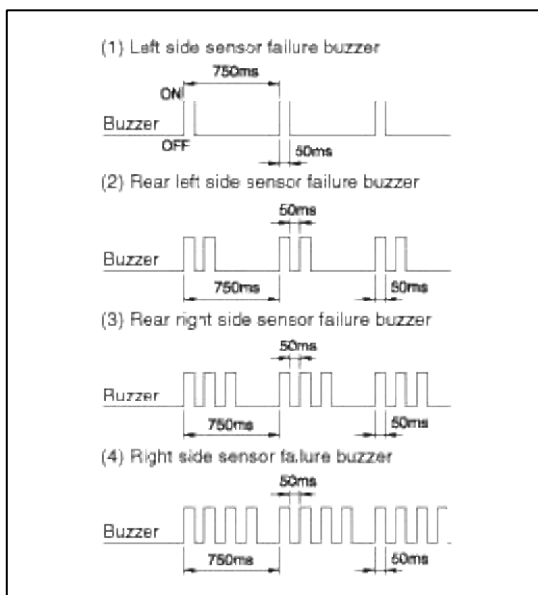 (1) Left side sensor failure buzzer
750ms
ON
Buzzer
OFF
50ms
(2) Rear left side sensor failure buzzer
50ms
Buzzer
750ms
50ms
(3) Rear right side sensor failure buzzer
50ms
Buzzer
750ms
50ms
(4) Right side sensor failure buzzer
50ms
Buzzer
750ms
50ms